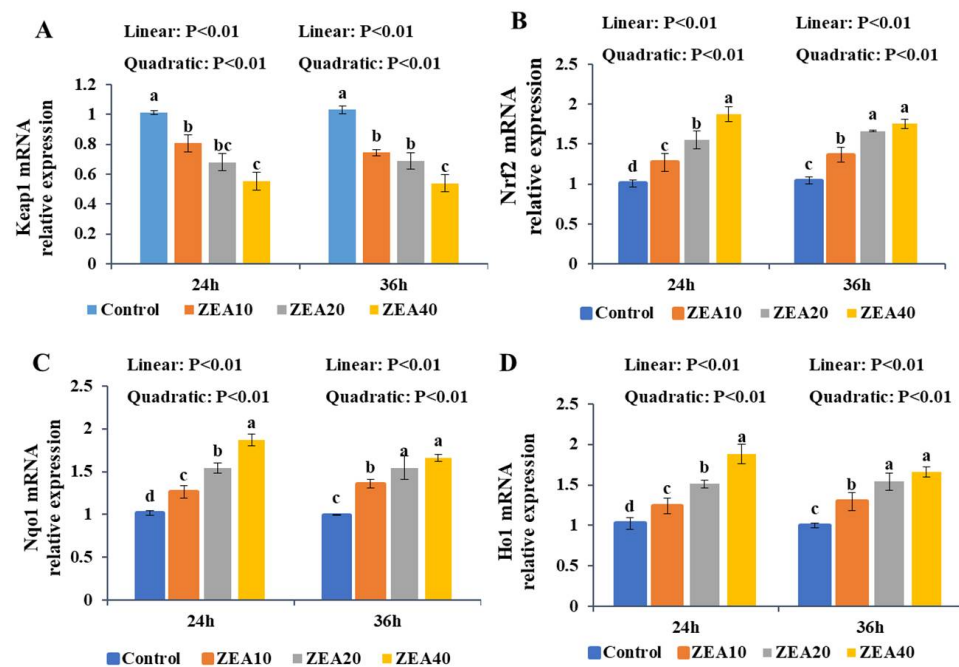 A
Linear: P<0.01 Linear: P<0.01
Quadratic: P<0.01 Quadratic: P<0.01
Keap1 mRNA
relative expression
1.2
1
0.8
0.6
0.4
0.2
0
a b bc c a b b c
24h 36h
Control ZEA10 ZEA20 ZEA40
B
Linear: P<0.01 Linear: P<0.01
Quadratic: P<0.01 Quadratic: P<0.01
Nrf2 mRNA
relative expression
2.5
2
1.5
1
0.5
0
d c b a c b a a
24h 36h
Control ZEA10 ZEA20 ZEA40
C
Linear: P<0.01 Linear: P<0.01
Quadratic: P<0.01 Quadratic: P<0.01
Nqo1 mRNA
relative expression
2.5
2
1.5
1
0.5
0
d c b a c b a a
24h 36h
Control ZEA10 ZEA20 ZEA40
D
Linear: P<0.01 Linear: P<0.01
Quadratic: P<0.01 Quadratic: P<0.01
Ho1 mRNA
relative expression
2.5
2
1.5
1
0.5
0
d c b a c b a a
24h 36h
Control ZEA10 ZEA20 ZEA40